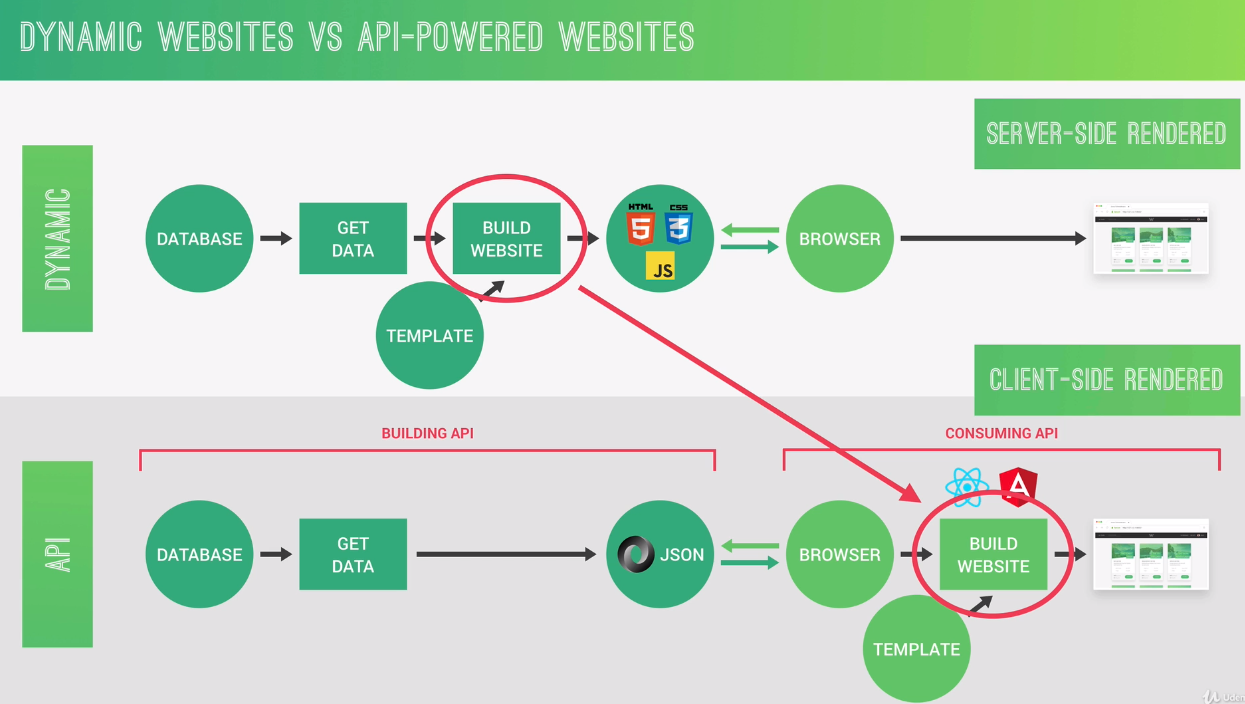 DYNAMIC WEBSITES VS API-POWERED WEBSITES
SERVER-SIDE RENDERED
DYNAMIC
DATABASE
GET
DATA
BUILD
WEBSITE
TEMPLATE
HTML
5
CSS
3
JS
BROWSER
CLIENT-SIDE RENDERED
BUILDING API
CONSUMING API
API
DATABASE
GET
DATA
JSON
BROWSER
A
BUILD
WEBSITE
TEMPLATE